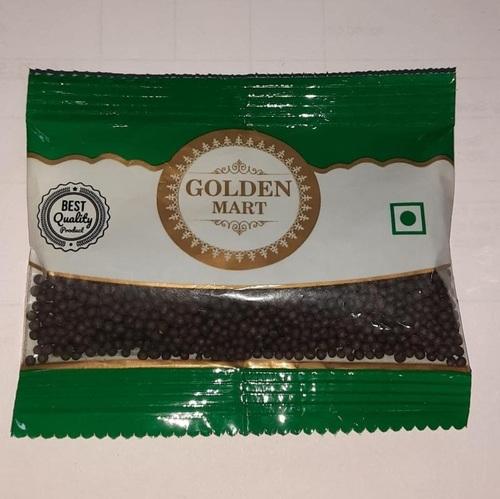 GOLDEN
MART
BEST
Quality
Product